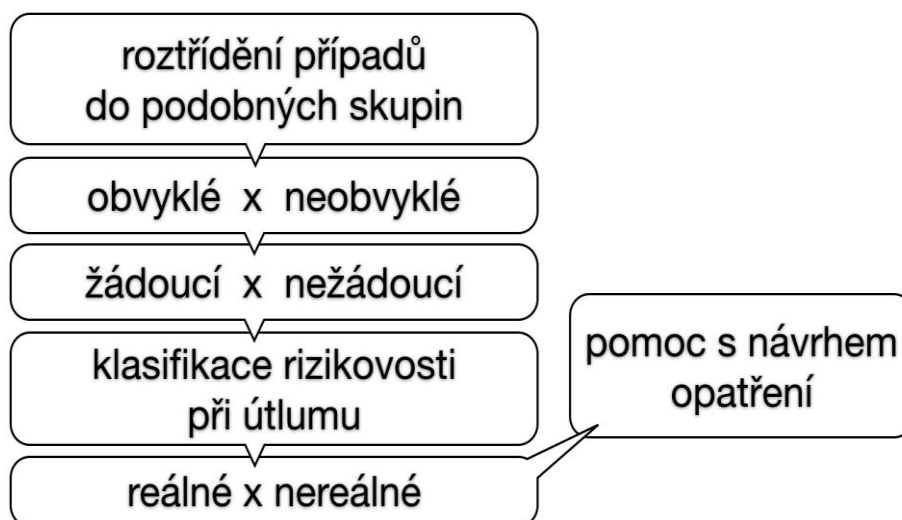 roztřídění případů
do podobných skupin
obvyklé x neobvyklé
žádoucí x nežádoucí
klasifikace rizikovosti
při útlumu
reálné x nereálné
pomoc s návrhem
opatření